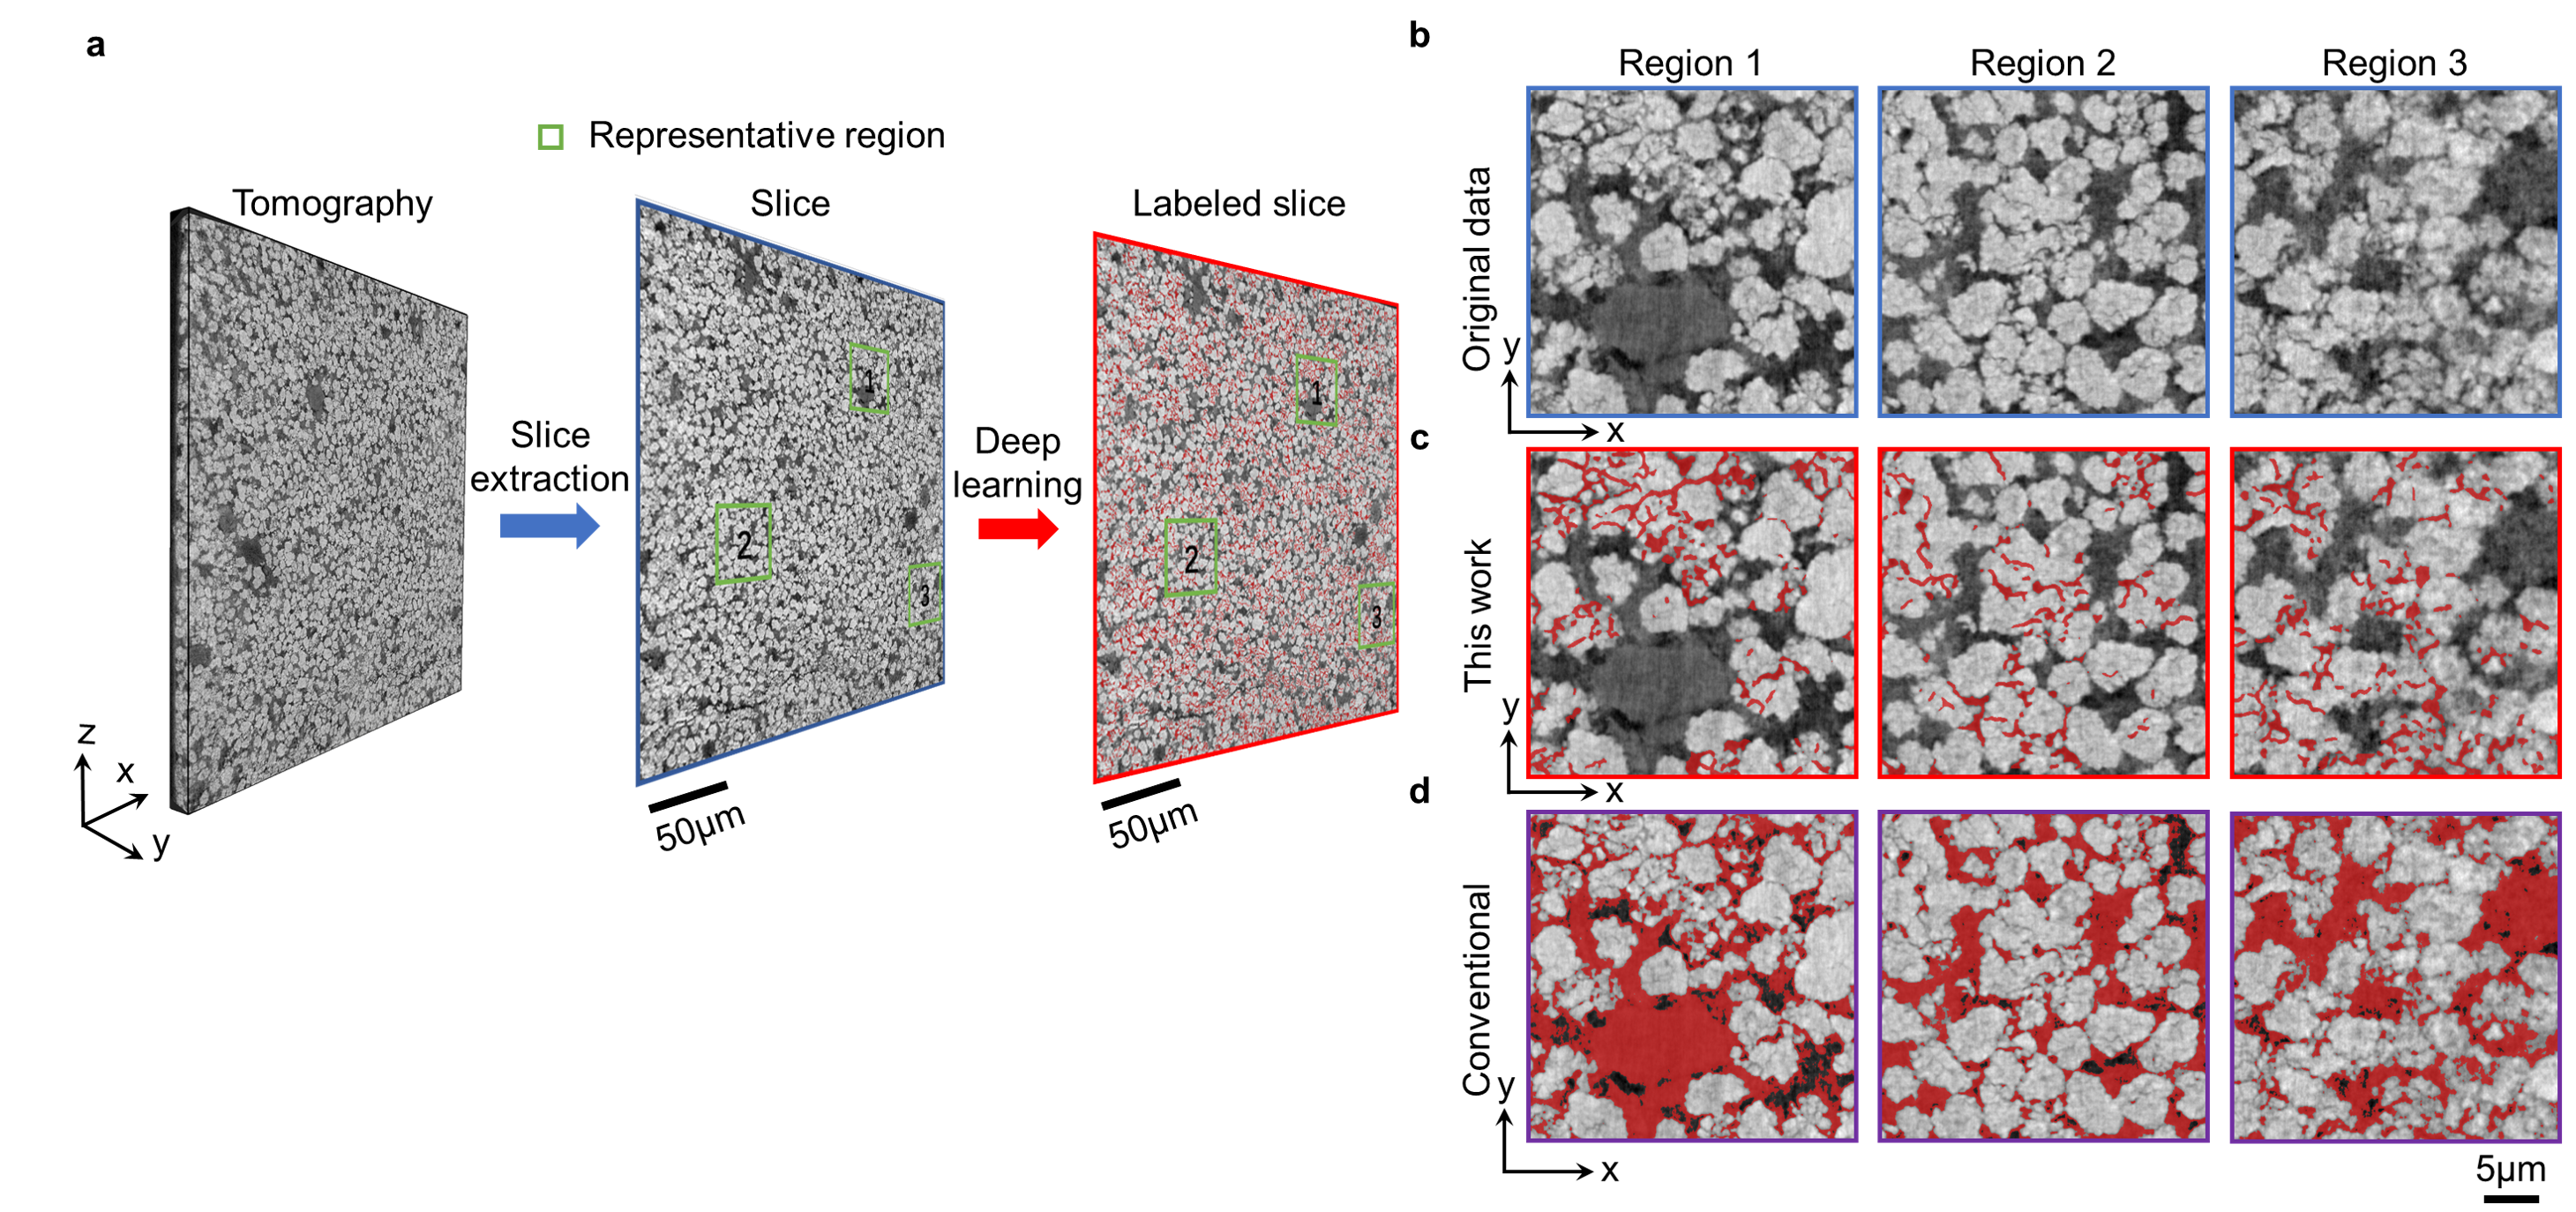 a
Representative region
Tomography
Slice
Labeled slice
Slice
extraction
Deep
learning
1
2
3
1
2
3
z
x
y
50μm
50μm
b
Region 1
Region 2
Region 3
Original data
y
x
c
This work
y
x
d
Conventional
y
x
5μm